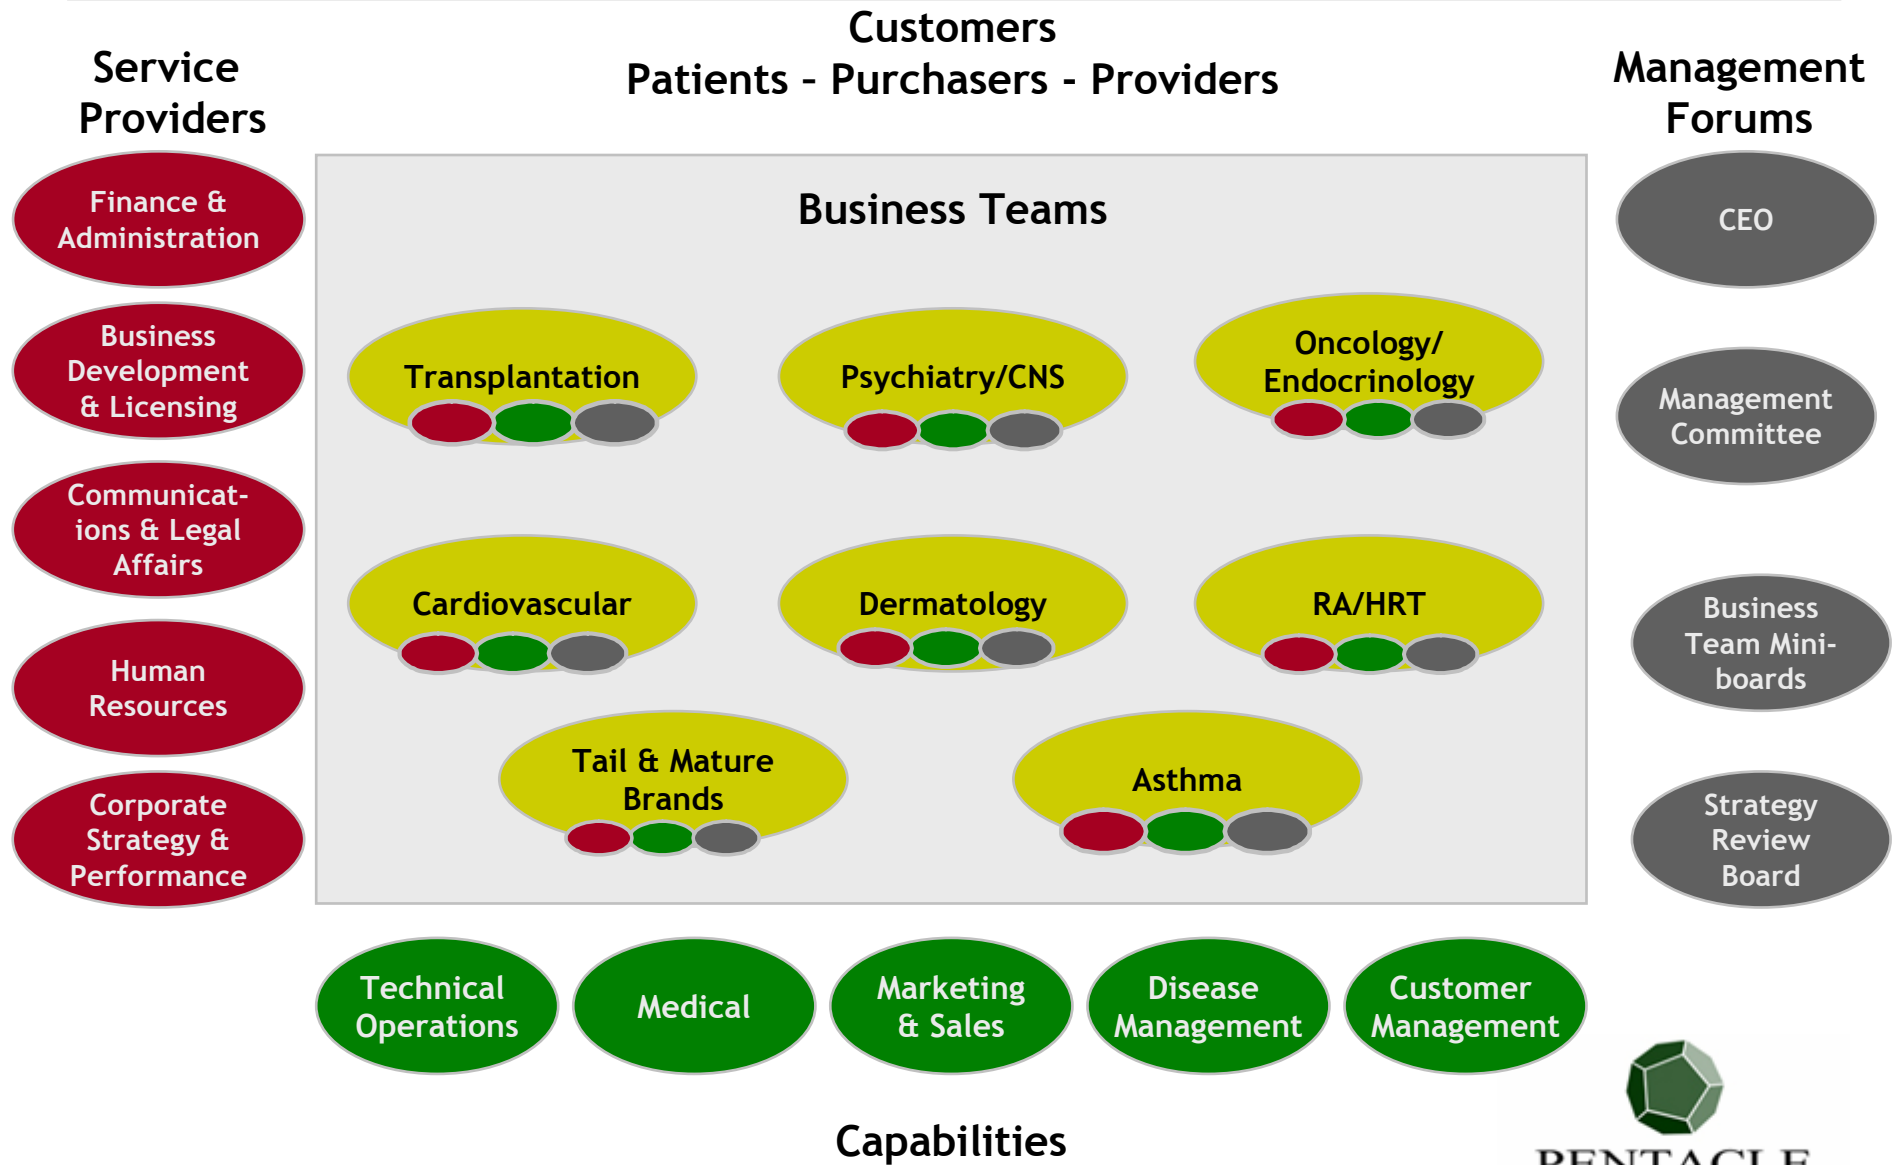 Customers
Patients – Purchasers - Providers
Service
Providers
Finance &
Administration
Business
Development
& Licensing
Communicat-
ions & Legal
Affairs
Human
Resources
Corporate
Strategy &
Performance
Business Teams
Transplantation
Psychiatry/CNS
Oncology/
Endocrinology
Cardiovascular
Dermatology
RA/HRT
Tail & Mature
Brands
Asthma
Management
Forums
CEO
Management
Committee
Business
Team Mini-
boards
Strategy
Review
Board
Technical
Operations
Medical
Marketing
& Sales
Disease
Management
Customer
Management
Capabilities
PENTACLE